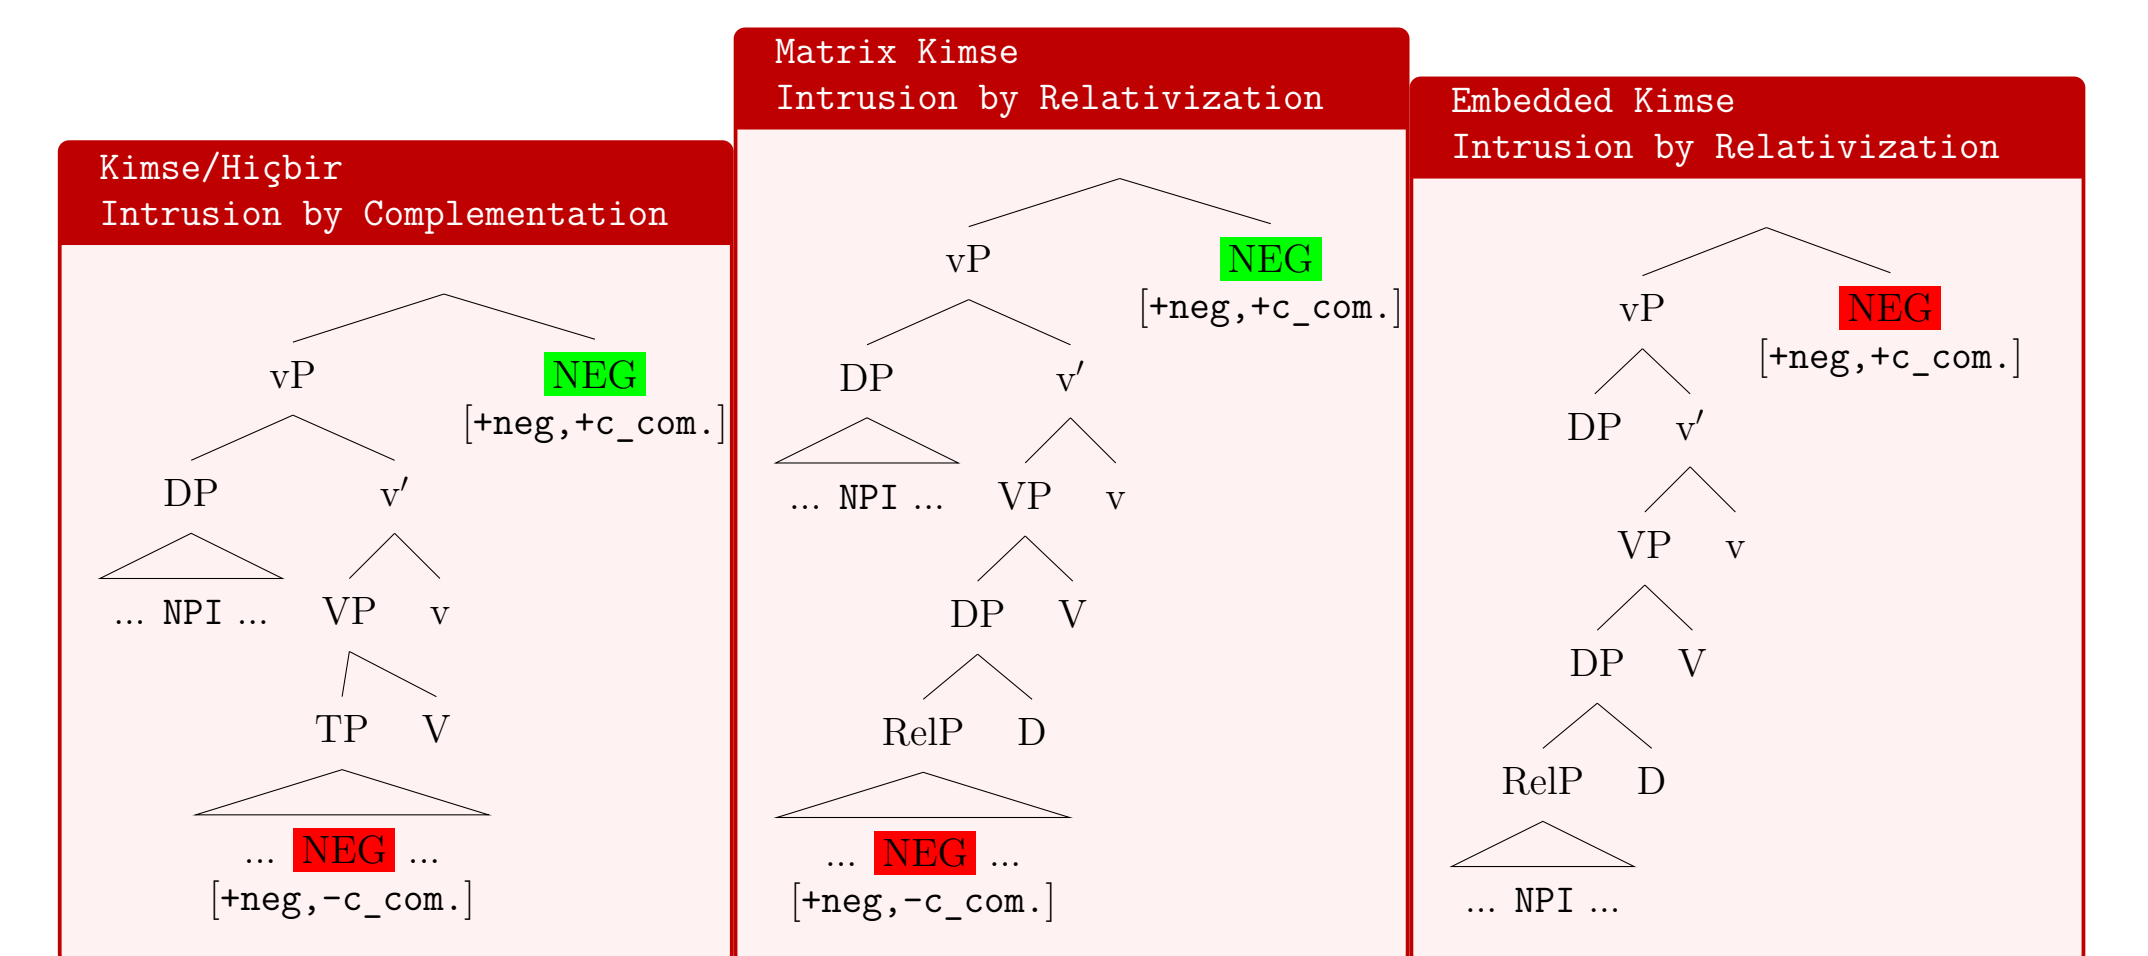 Kimse/Hiçbir
Intrusion by Complementation
vP
NEG
[+neg,+c_com.]
DP
v′
... NPI ...
VP
v
TP
V
... NEG ...
[+neg,-c_com.]
Matrix Kimse
Intrusion by Relativization
vP
NEG
[+neg,+c_com.]
DP
v′
... NPI ...
VP
v
DP
V
RelP
D
... NEG ...
[+neg,-c_com.]
Embedded Kimse
Intrusion by Relativization
vP
NEG
[+neg,+c_com.]
DP
v′
VP
v
DP
V
RelP
D
... NPI ...